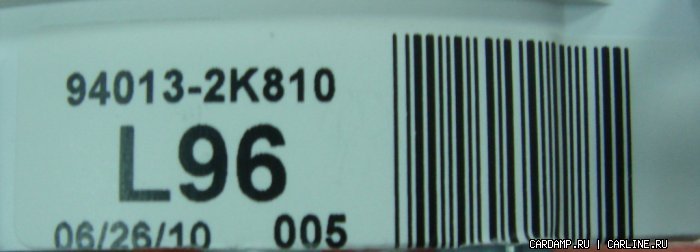 94013-2K810
L96
06/26/10 005
CARDAMP.RU | CARLINE.RU